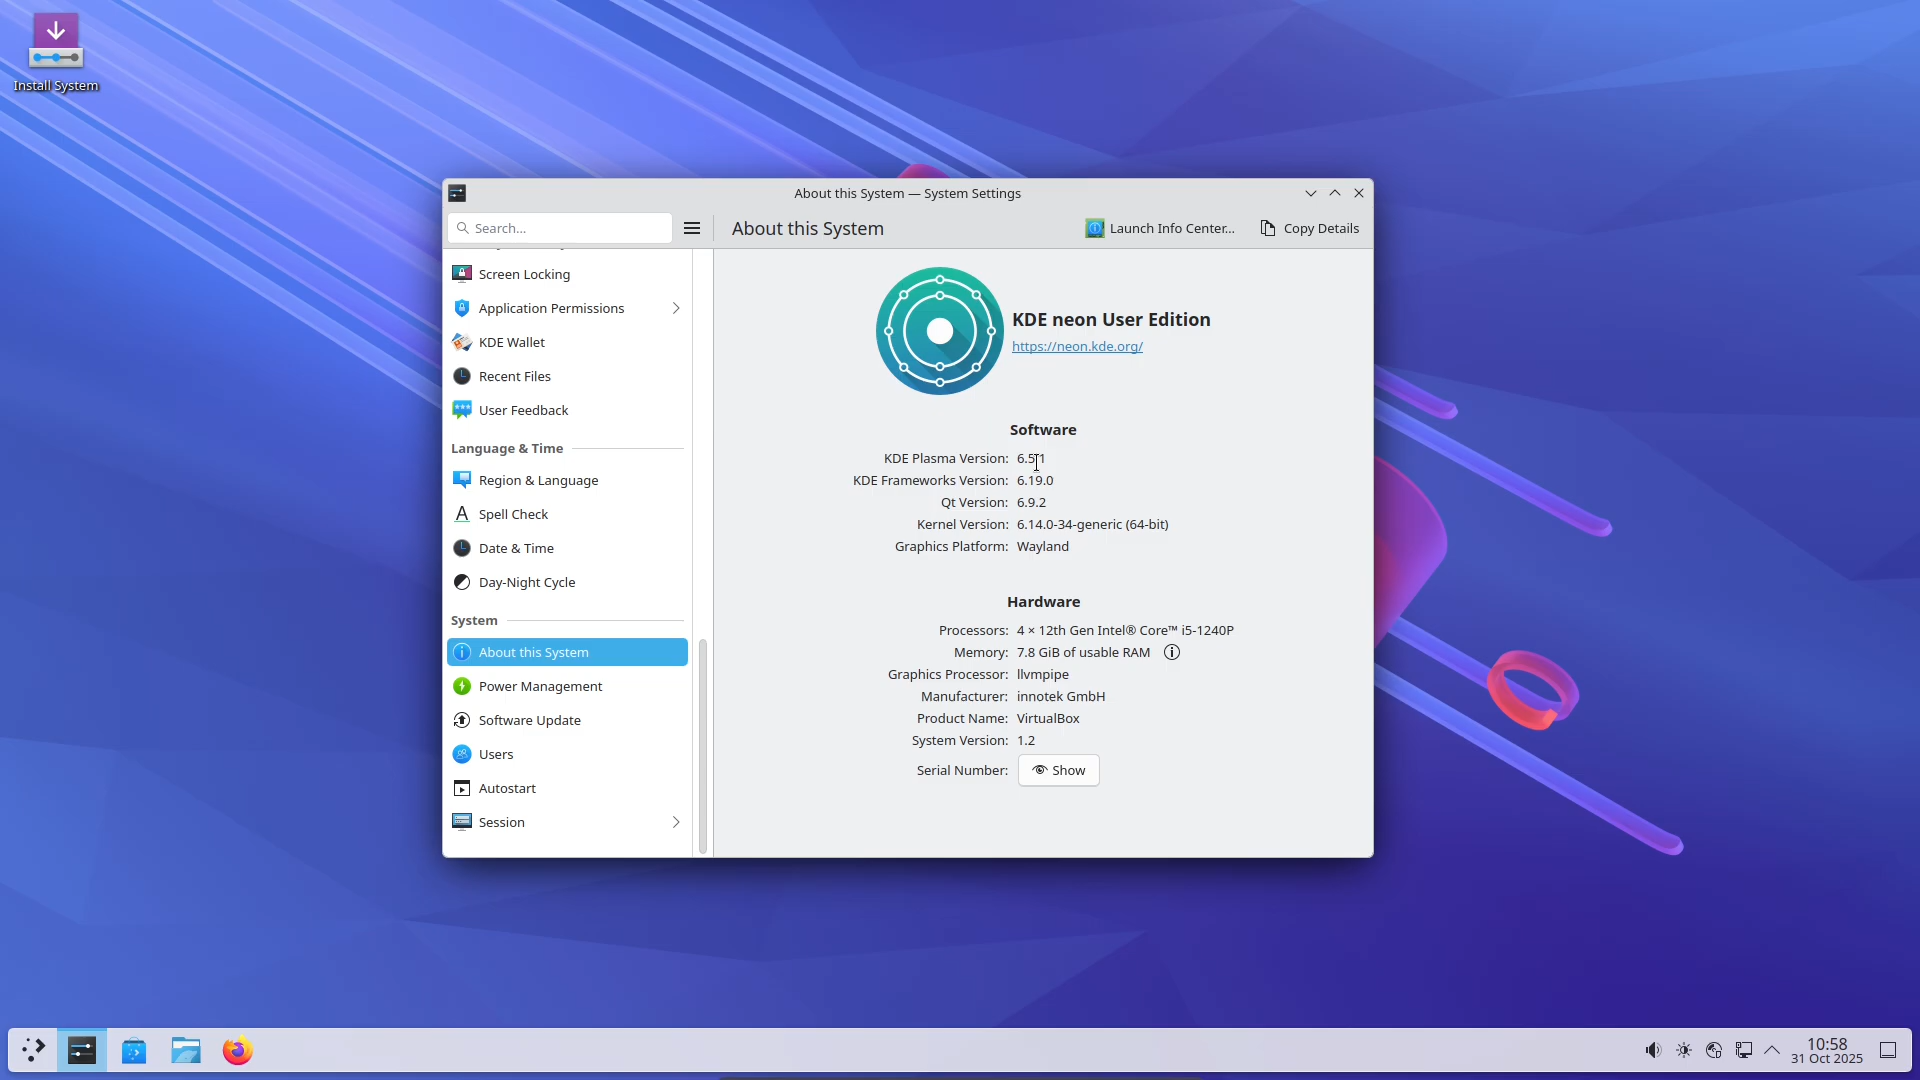 Install System
About this System — System Settings
Search...
About this System
Launch Info Center...
Copy Details
Screen Locking
Application Permissions
KDE Wallet
Recent Files
User Feedback
Language & Time
Region & Language
Spell Check
Date & Time
Day-Night Cycle
System
About this System
Power Management
Software Update
Users
Autostart
Session
KDE neon User Edition
https://neon.kde.org/
Software
KDE Plasma Version: 6.5.1
KDE Frameworks Version: 6.19.0
Qt Version: 6.9.2
Kernel Version: 6.14.0-34-generic (64-bit)
Graphics Platform: Wayland
Hardware
Processors: 4 × 12th Gen Intel® Core™ i5-1240P
Memory: 7.8 GiB of usable RAM
Graphics Processor: llvmpipe
Manufacturer: innotek GmbH
Product Name: VirtualBox
System Version: 1.2
Serial Number: Show
10:58
31 Oct 2025